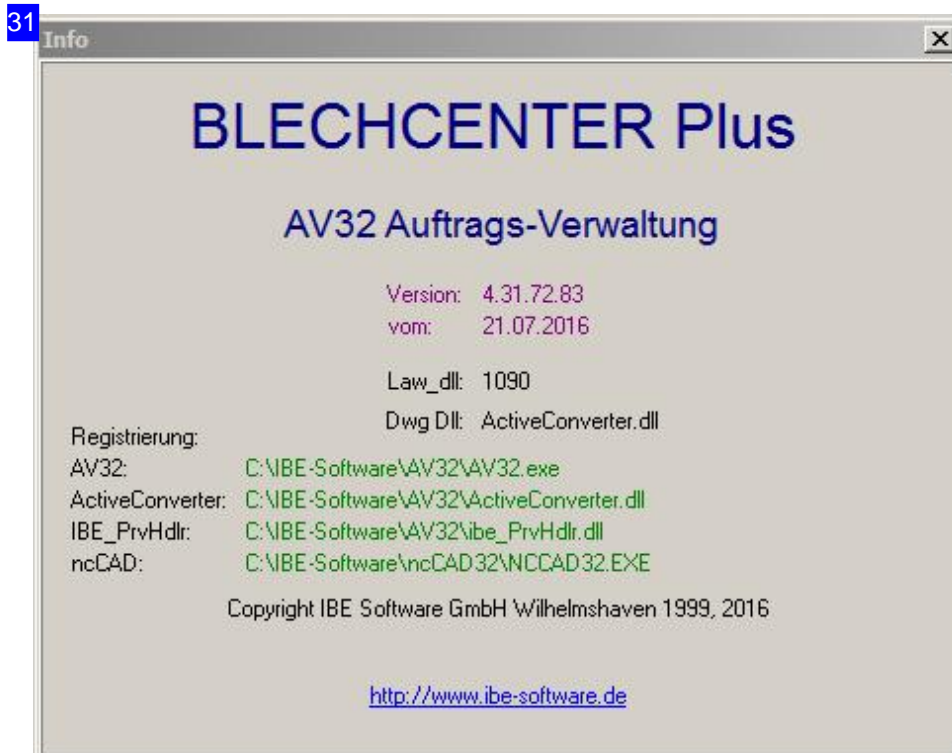 31
Info
BLECHCENTER Plus
AV32 Auftrags-Verwaltung
Version: 4.31.72.83
vom: 21.07.2016
Law_dll: 1090
Dwg Dll: ActiveConverter.dll
Registrierung:
AV32: C:\IBE-Software\AV32\AV32.exe
ActiveConverter: C:\IBE-Software\AV32\ActiveConverter.dll
IBE_PrvHdlr: C:\IBE-Software\AV32\ibe_PrvHdlr.dll
ncCAD: C:\IBE-Software\ncCAD32\NCCAD32.EXE
Copyright IBE Software GmbH Wilhelmshaven 1999, 2016
http://www.ibe-software.de